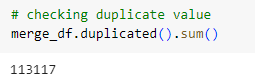 # checking duplicate value
merge_df.duplicated().sum()
113117